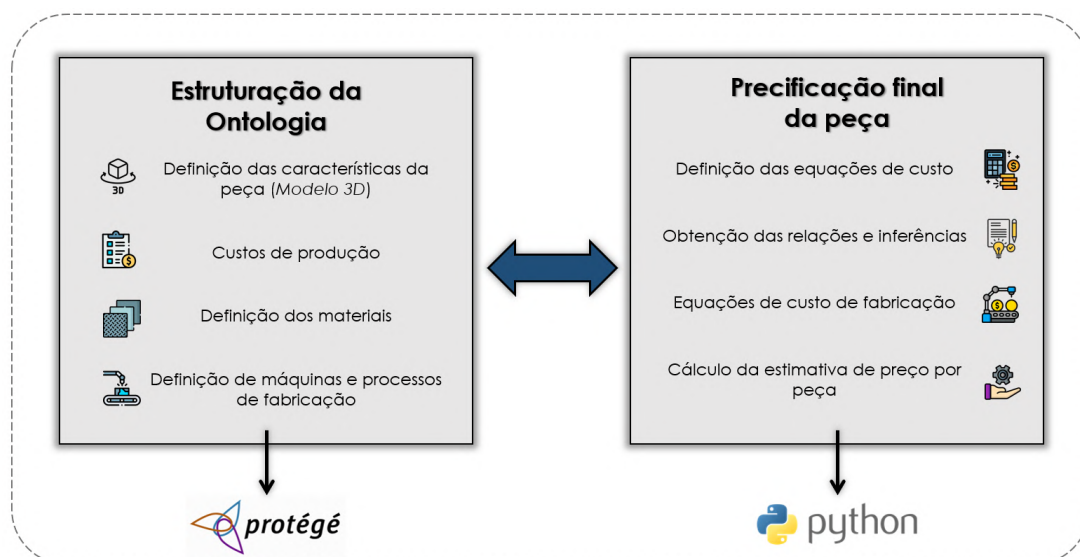 Estruturação da
Ontologia
3D
Definição das características da
peça (Modelo 3D)
Custos de produção
Definição dos materiais
Definição de máquinas e processos
de fabricação
protégé
Precificação final
da peça
Definição das equações de custo
Obtenção das relações e inferências
Equações de custo de fabricação
Cálculo da estimativa de preço por
peça
python